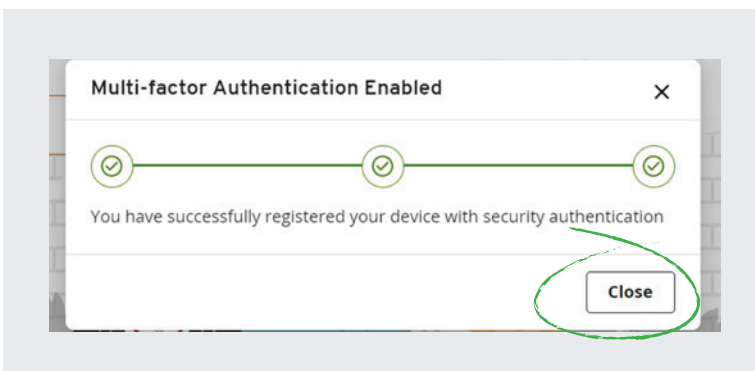 Multi-factor Authentication Enabled
You have successfully registered your device with security authentication
Close